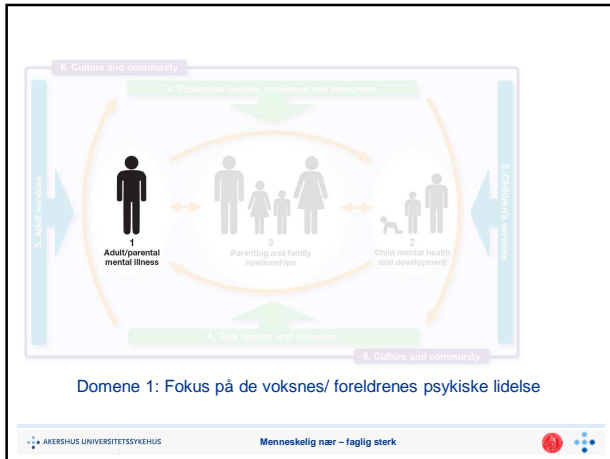 6. Culture and community
4. Protective factors, resilience and resources
5. Adult services
5. Children's services
1
Adult/parental
mental illness
3
Parenting and family
relationships
2
Child mental health
and development
4. Risk factors and stressors
6. Culture and community
Domene 1: Fokus på de voksnes/ foreldrenes psykiske lidelse
AKERSHUS UNIVERSITETSSYKEHUS
Menneskelig nær – faglig sterk